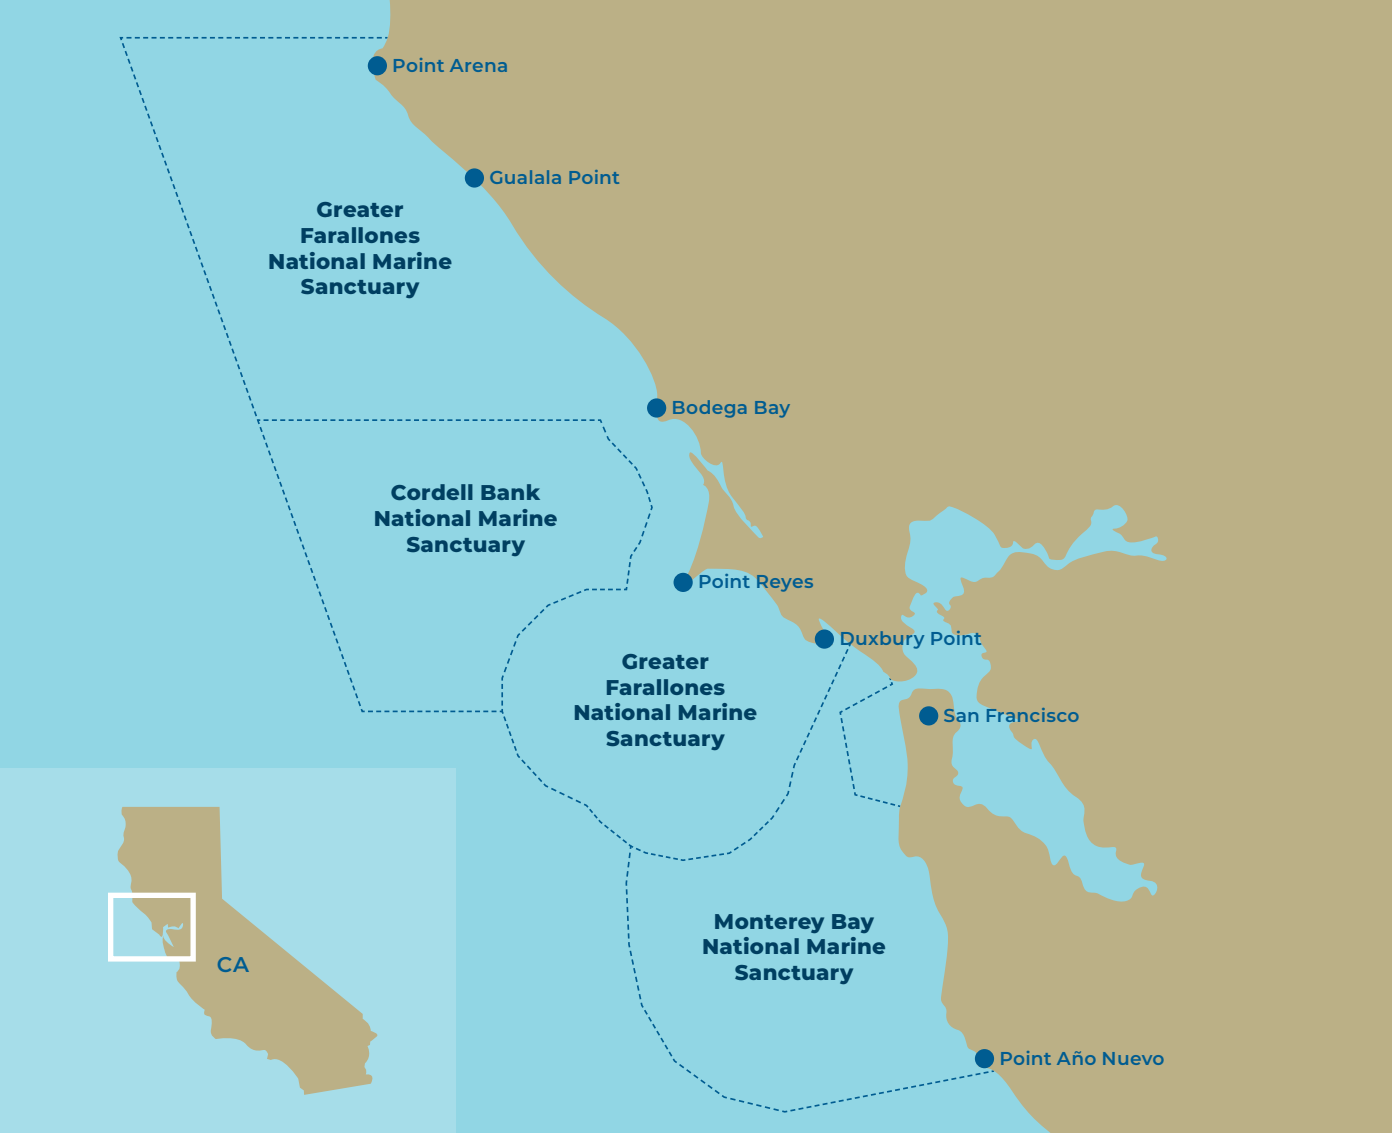 Point Arena
Gualala Point
Greater
Farallones
National Marine
Sanctuary
Bodega Bay
Cordell Bank
National Marine
Sanctuary
Point Reyes
Duxbury Point
Greater
Farallones
National Marine
Sanctuary
San Francisco
Monterey Bay
National Marine
Sanctuary
CA
Point Año Nuevo